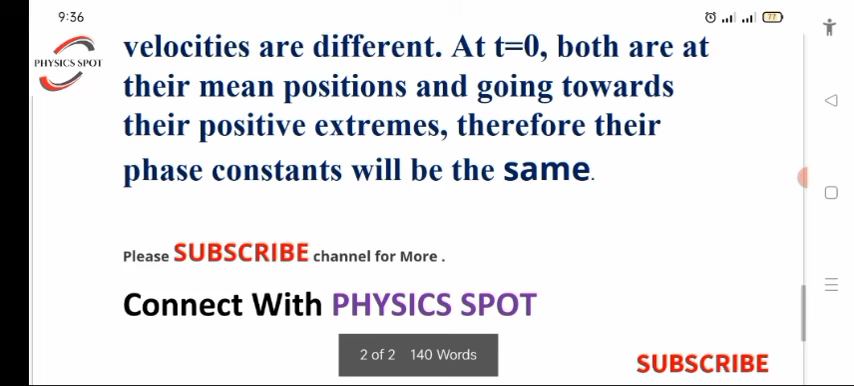 9:36
77
PHYSICS SPOT
velocities are different. At t=0, both are at
their mean positions and going towards
their positive extremes, therefore their
phase constants will be the same.
Please SUBSCRIBE channel for More .
Connect With PHYSICS SPOT
2 of 2 140 Words
SUBSCRIBE